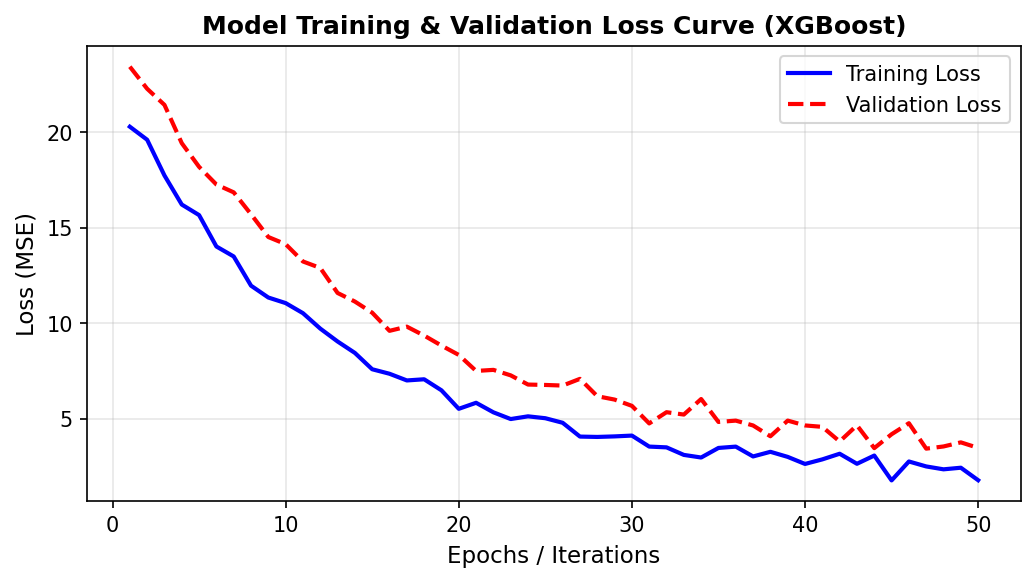 Model Training & Validation Loss Curve (XGBoost)
Training Loss
Validation Loss
Loss (MSE)
20
15
10
5
0
10
20
30
40
50
Epochs / Iterations